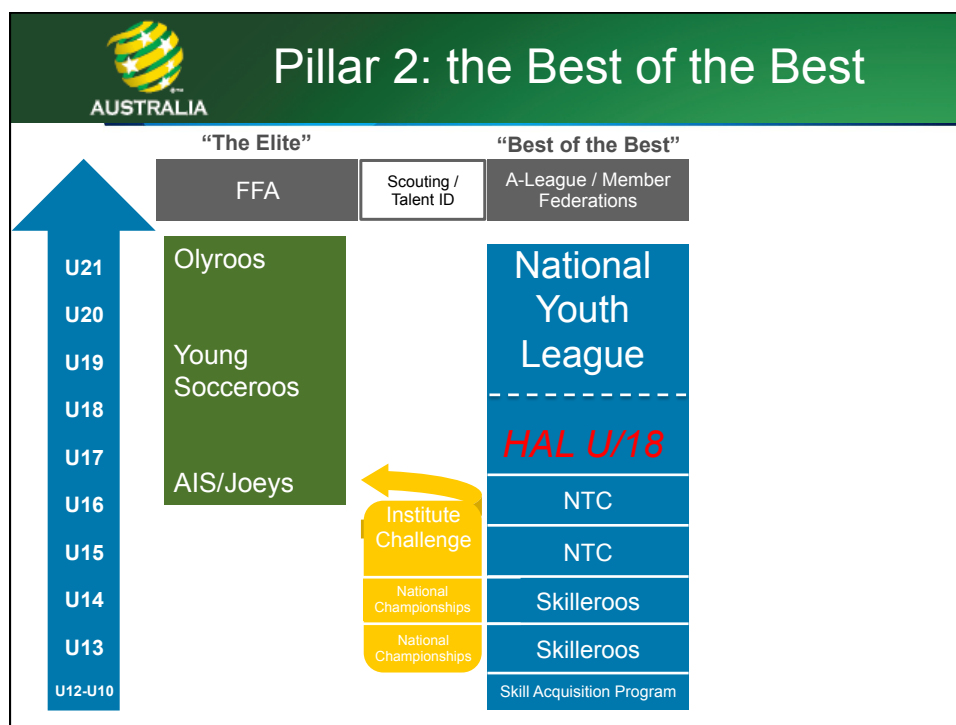 Pillar 2: the Best of the Best
AUSTRALIA
“The Elite”
“Best of the Best”
FFA
Scouting /
Talent ID
A-League / Member
Federations
U21
U20
U19
U18
U17
U16
U15
U14
U13
U12-U10
Olyroos
Young
Socceroos
AIS/Joeys
Institute
Challenge
National
Championships
National
Championships
National
Youth
League
HAL U/18
NTC
NTC
Skilleroos
Skilleroos
Skill Acquisition Program